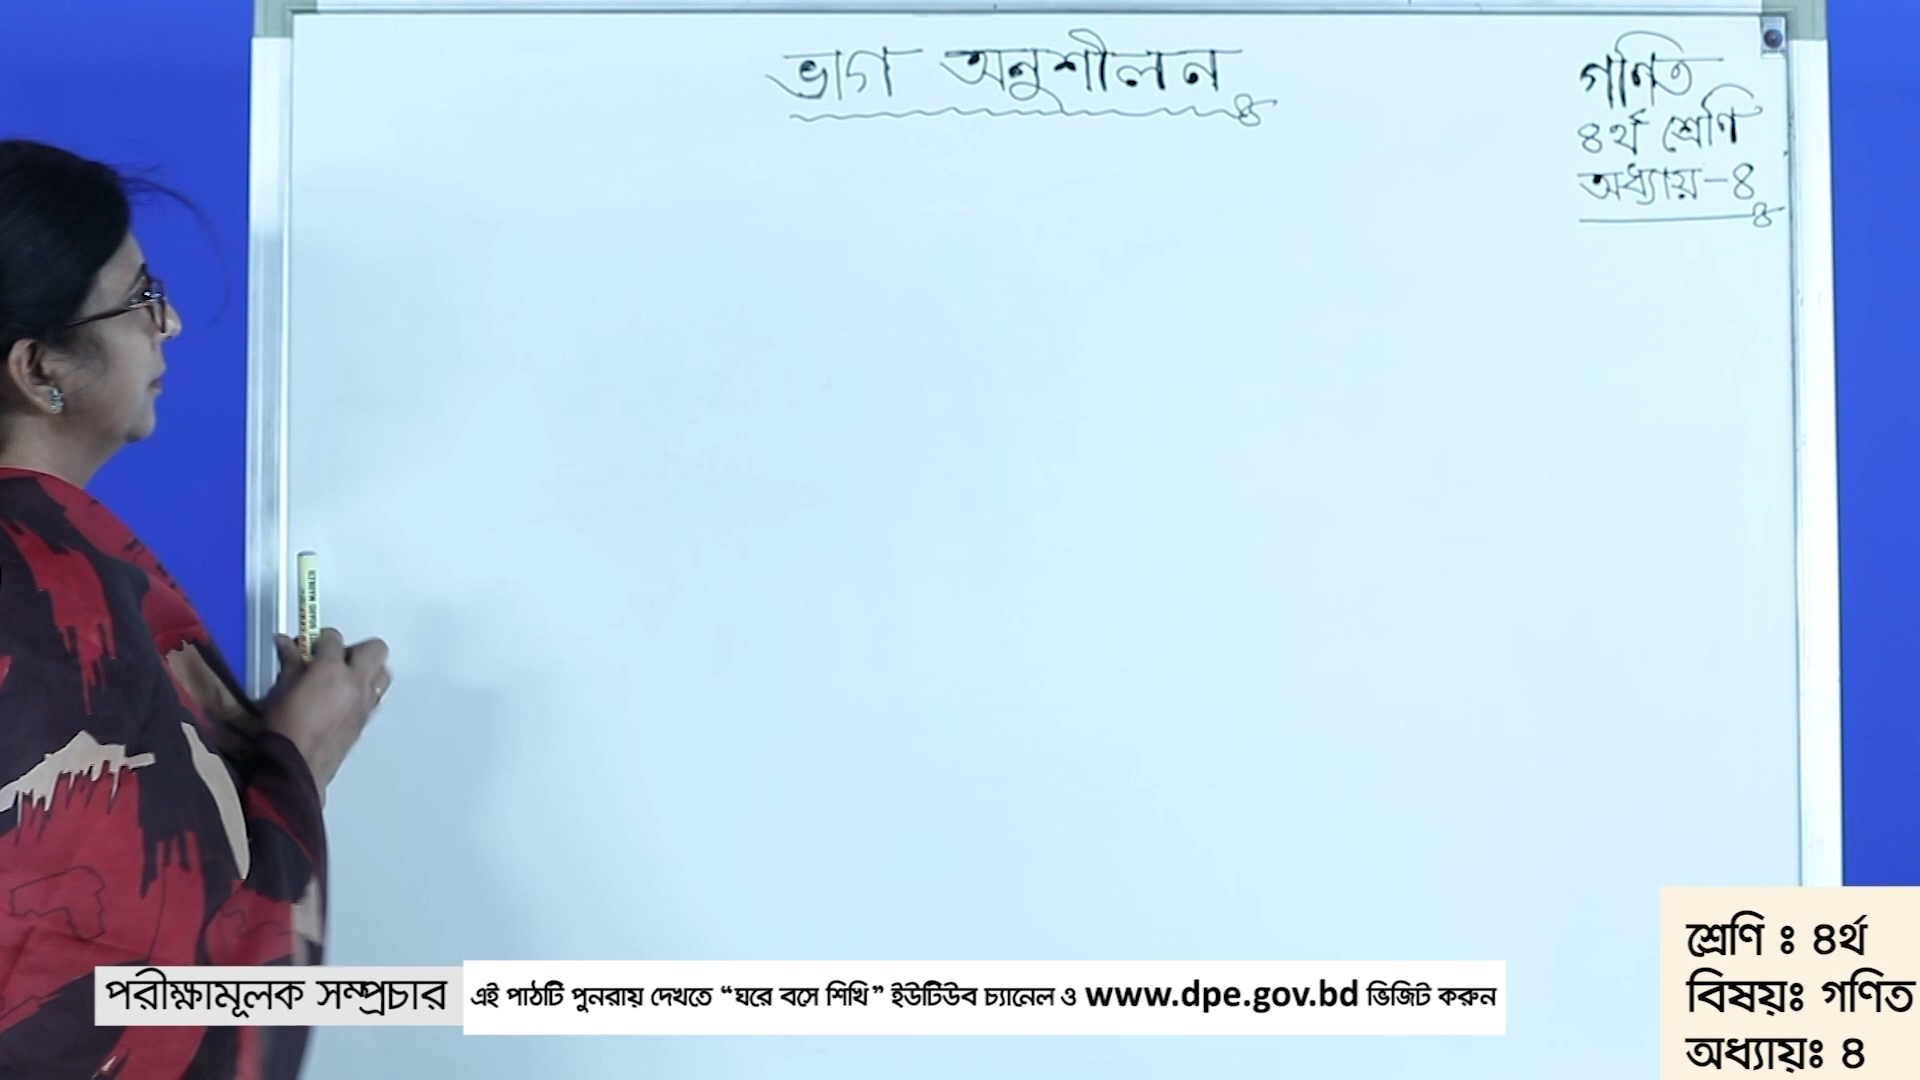 ভাগ অনুশীলন
গণিত
৪র্থ শ্রেণি
অধ্যায়-৪
পরীক্ষামূলক সম্প্রচার
এই পাঠটি পুনরায় দেখতে “ঘরে বসে শিখি” ইউটিউব চ্যানেল ও www.dpe.gov.bd ভিজিট করুন
শ্রেণি ঃ ৪র্থ
বিষয়ঃ গণিত
অধ্যায়ঃ ৪